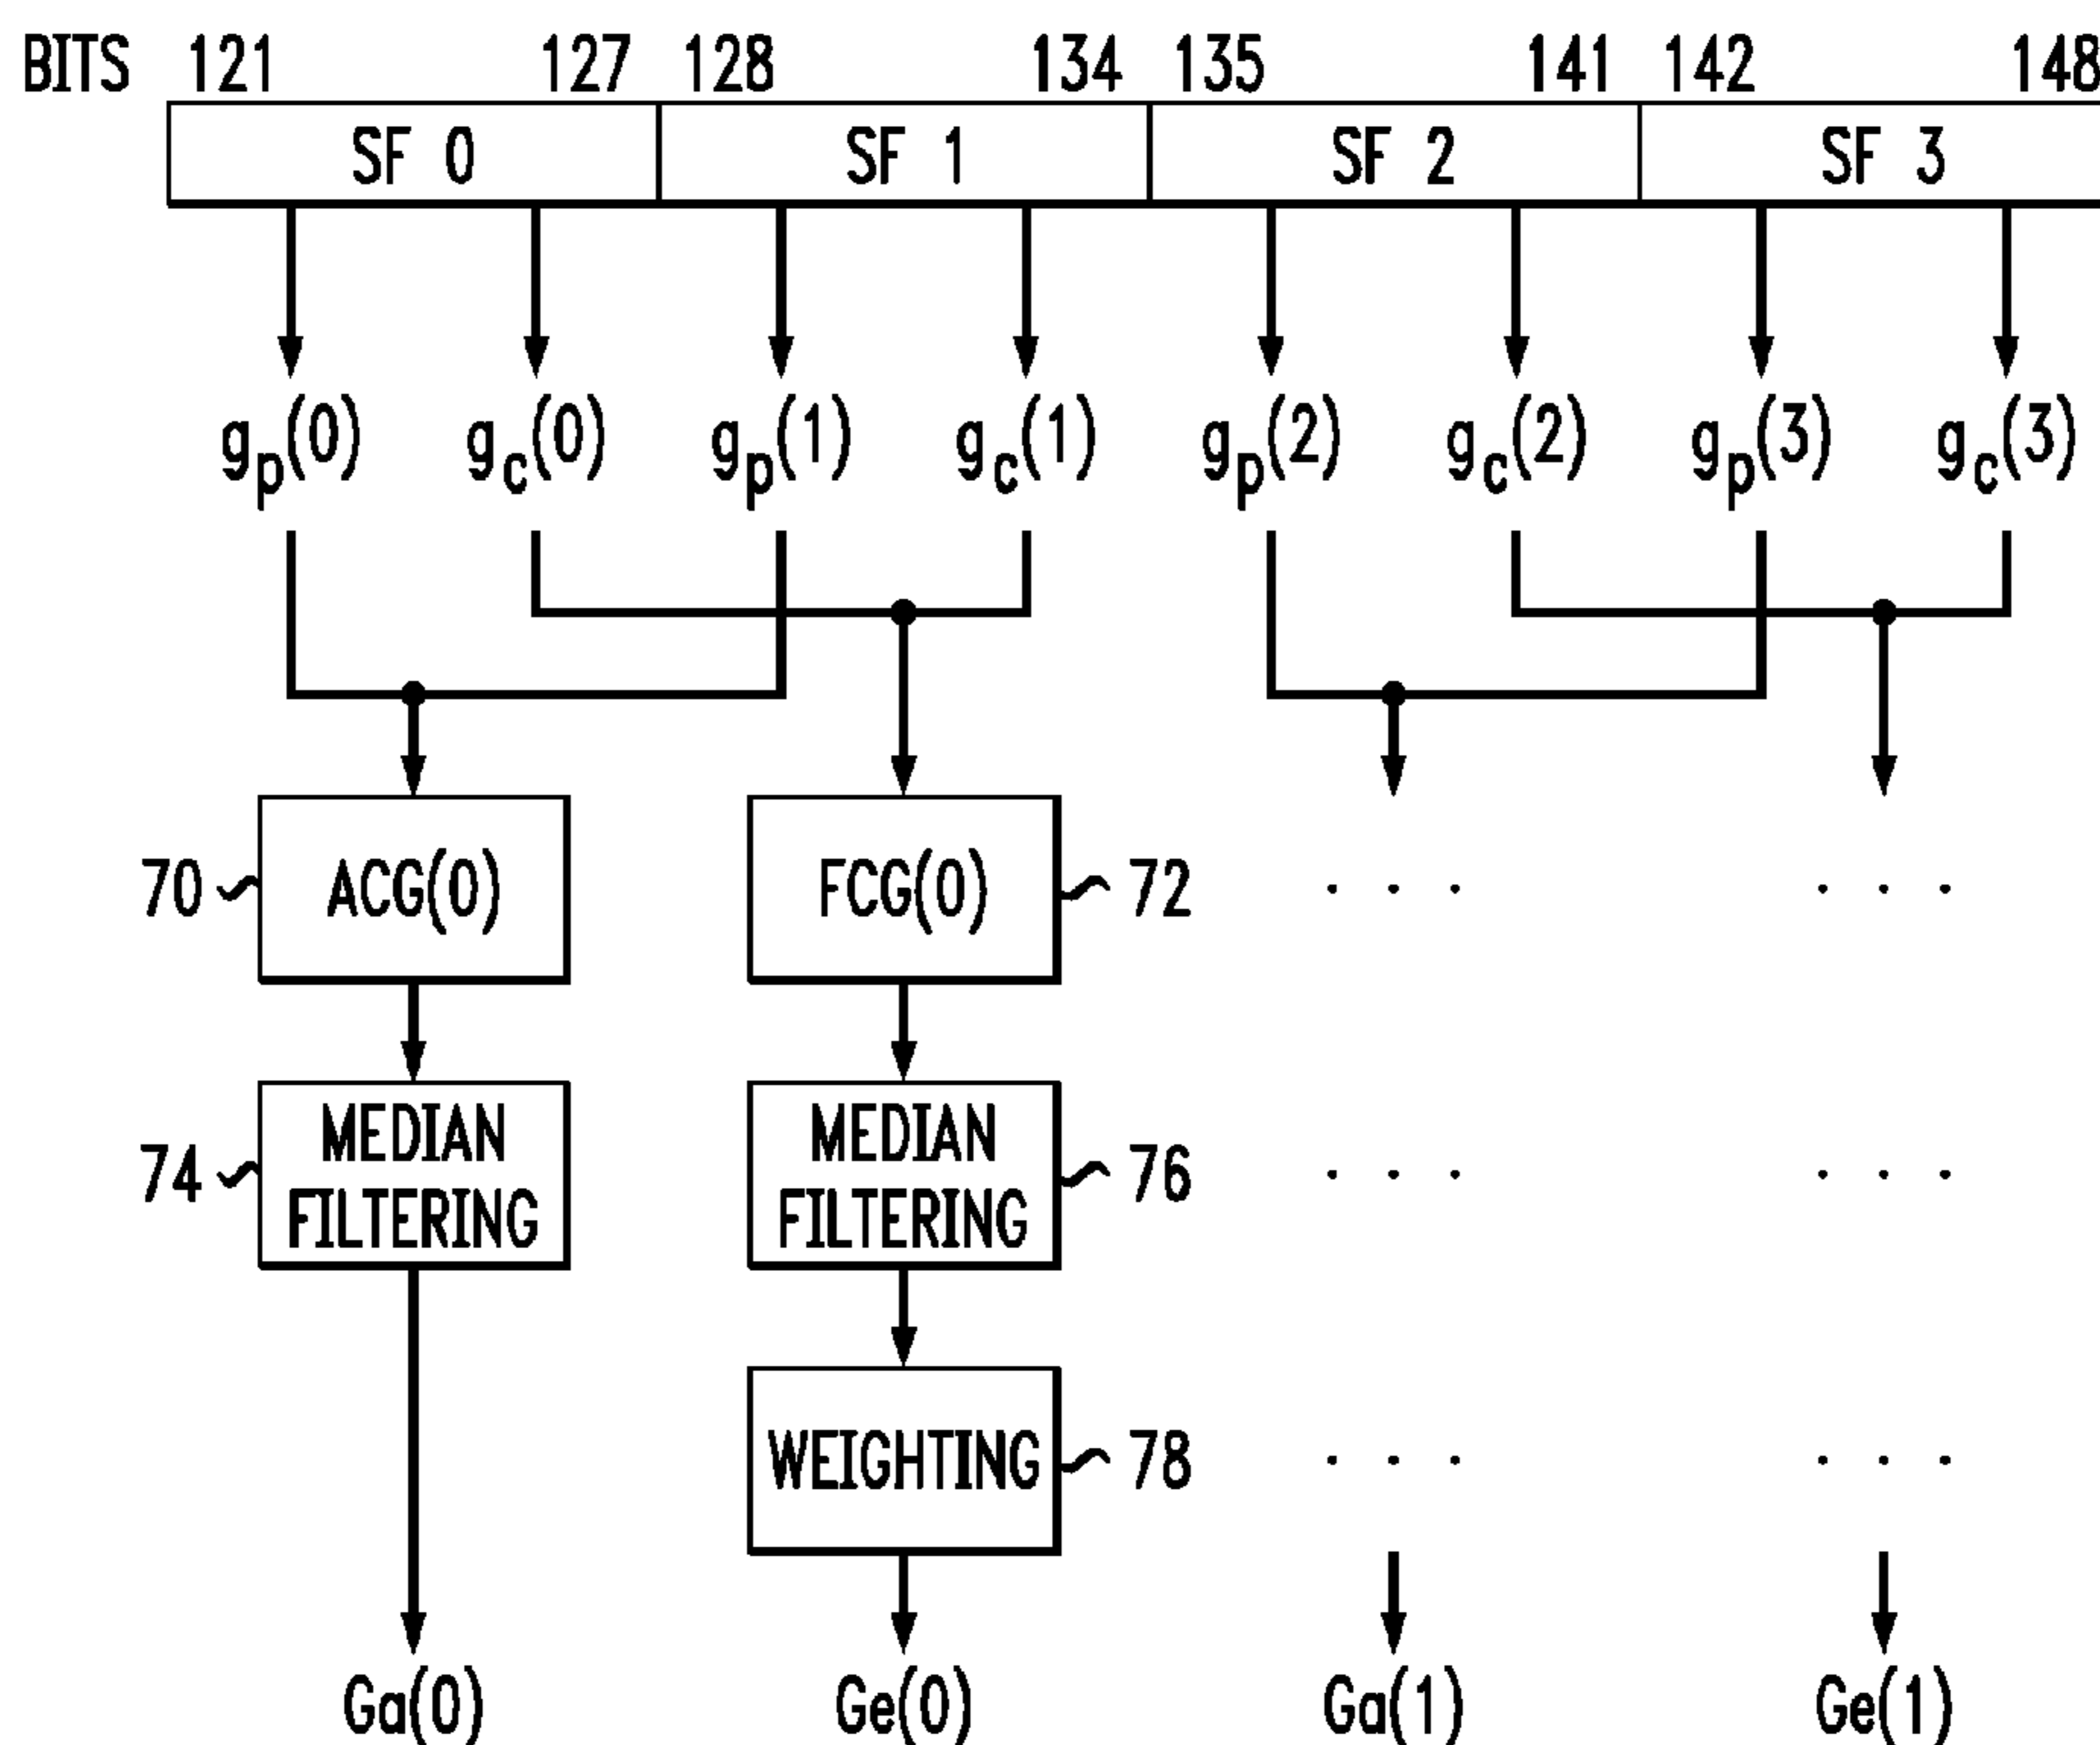 BITS 121 127 128 134 135 141 142 148
SF 0 SF 1 SF 2 SF 3
gp(0) gc(0) gp(1) gc(1) gp(2) gc(2) gp(3) gc(3)
70 ACG(0) FCG(0) 72 . . . . . .
74 MEDIAN FILTERING MEDIAN FILTERING 76 . . . . . .
WEIGHTING 78 . . . . . .
Ga(0) Ge(0) Ga(1) Ge(1)